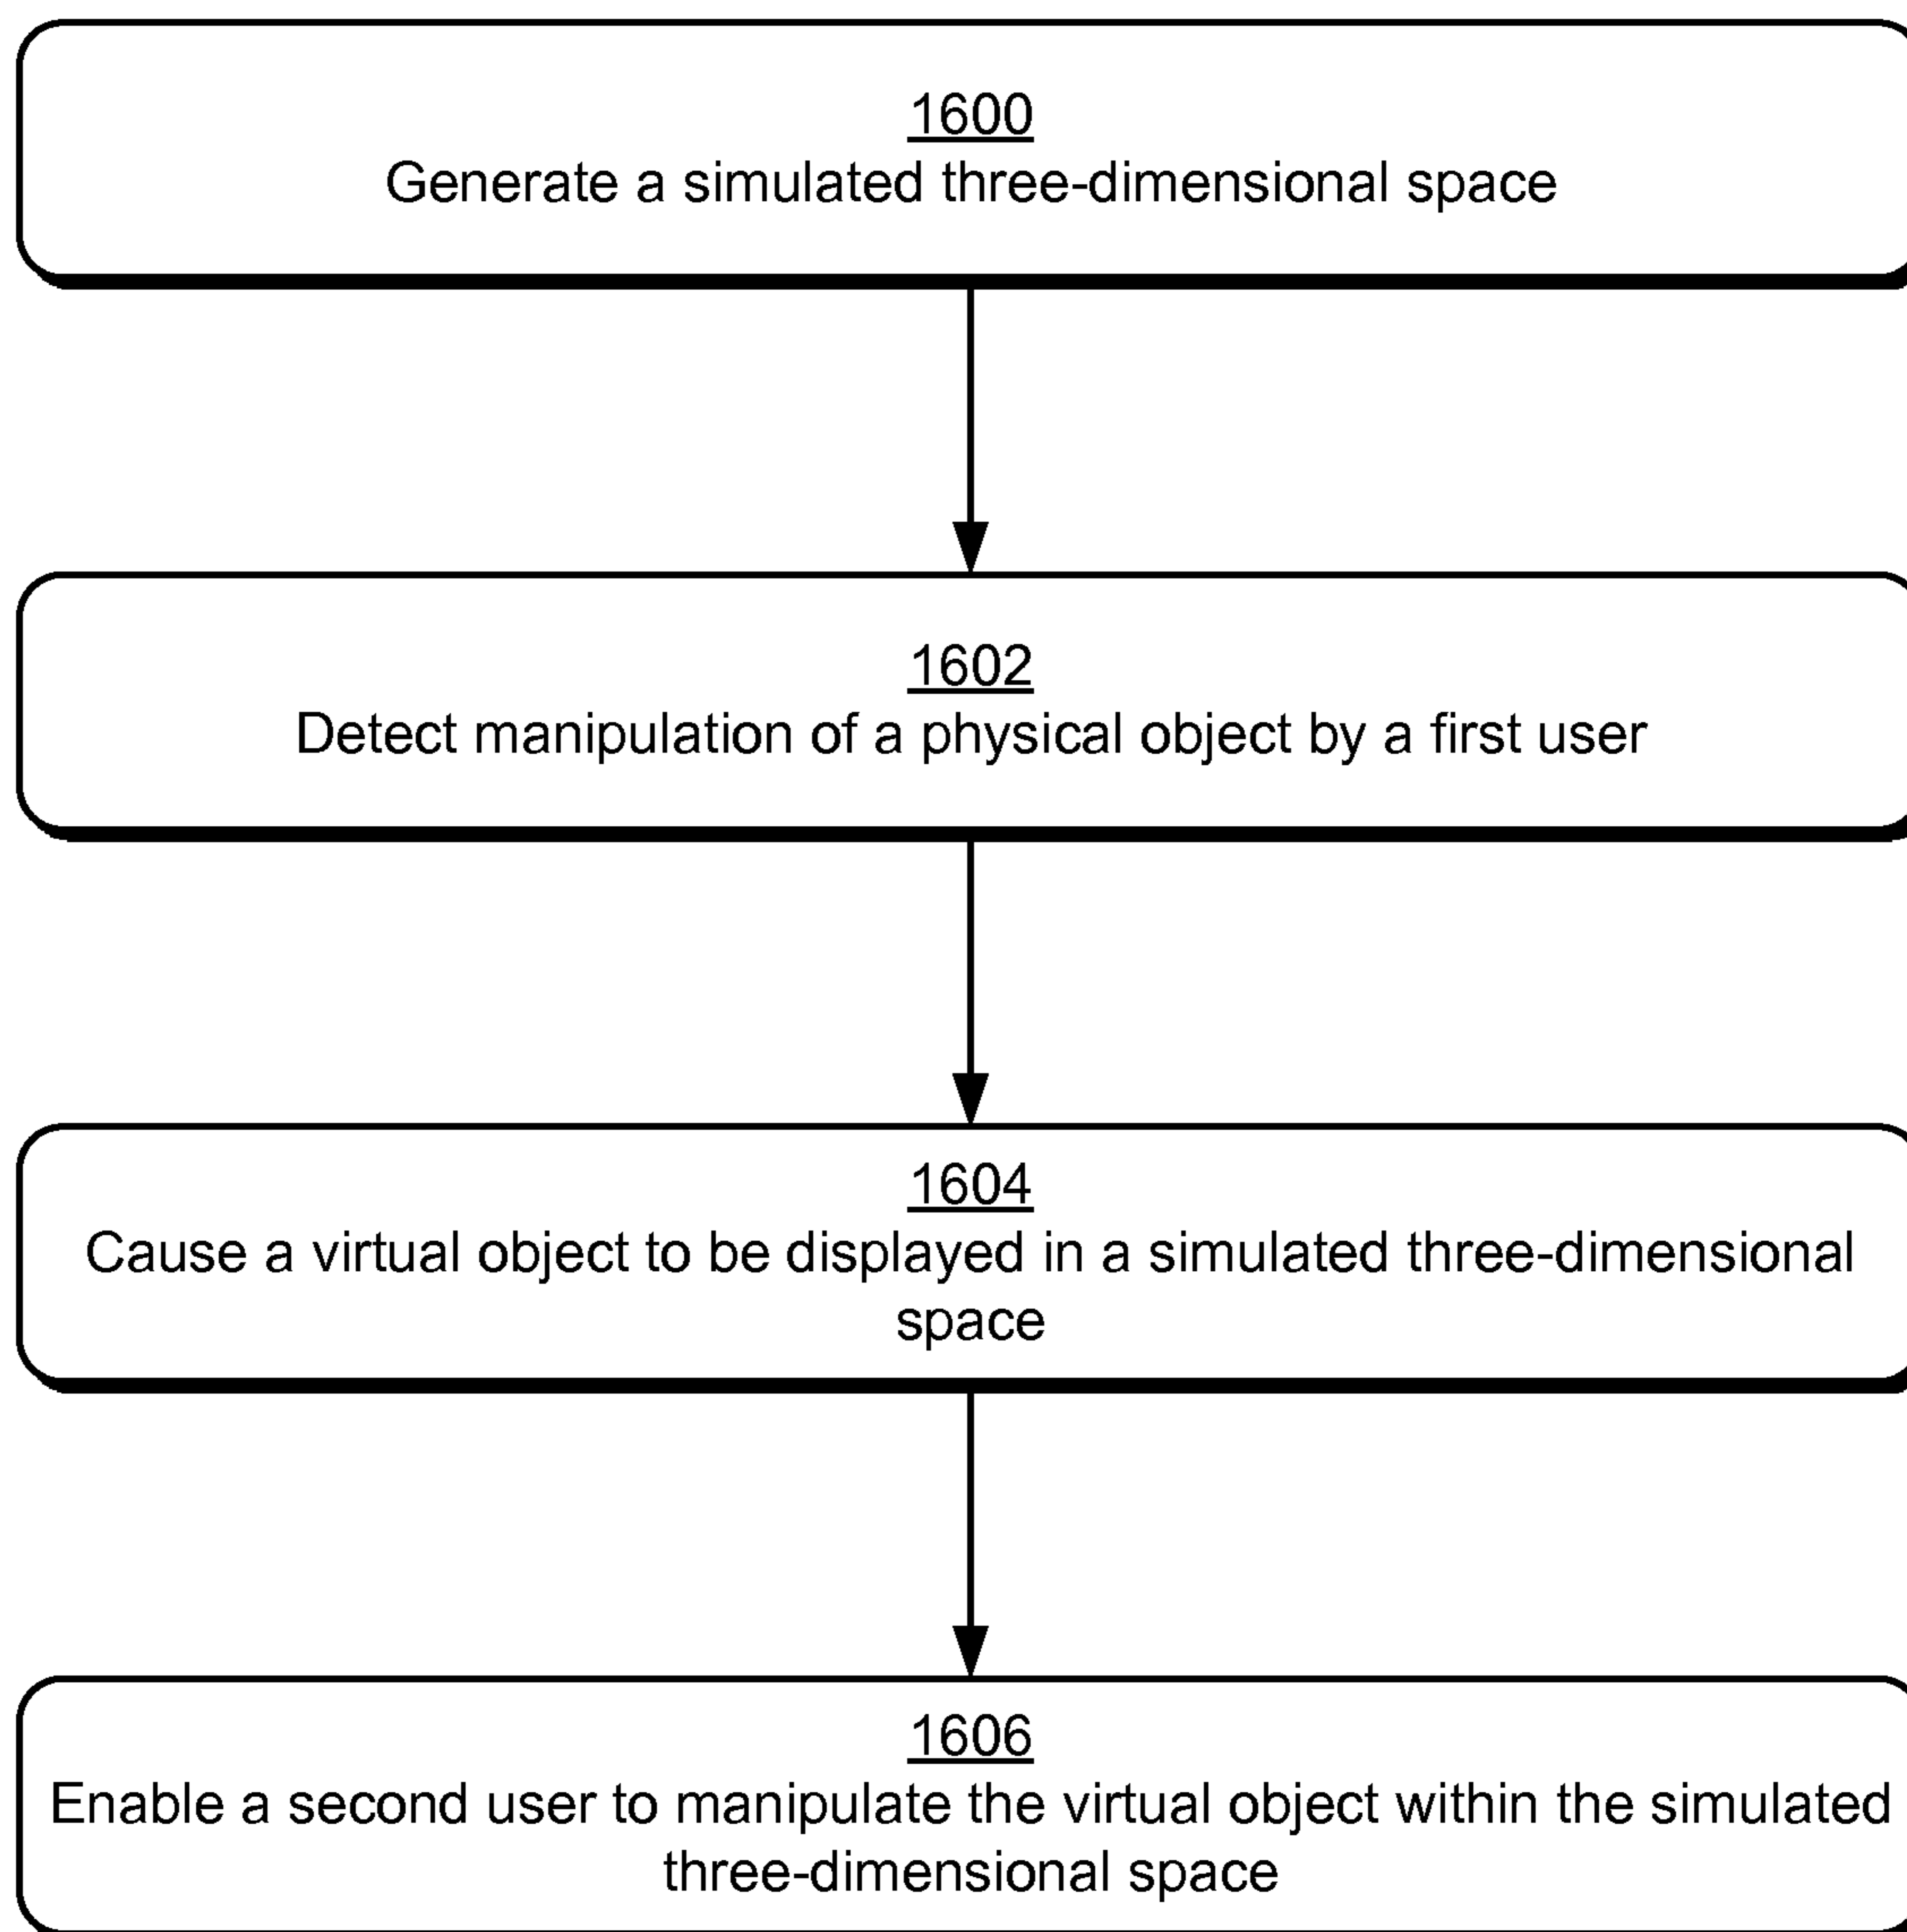 1600
Generate a simulated three-dimensional space
1602
Detect manipulation of a physical object by a first user
1604
Cause a virtual object to be displayed in a simulated three-dimensional
space
1606
Enable a second user to manipulate the virtual object within the simulated
three-dimensional space